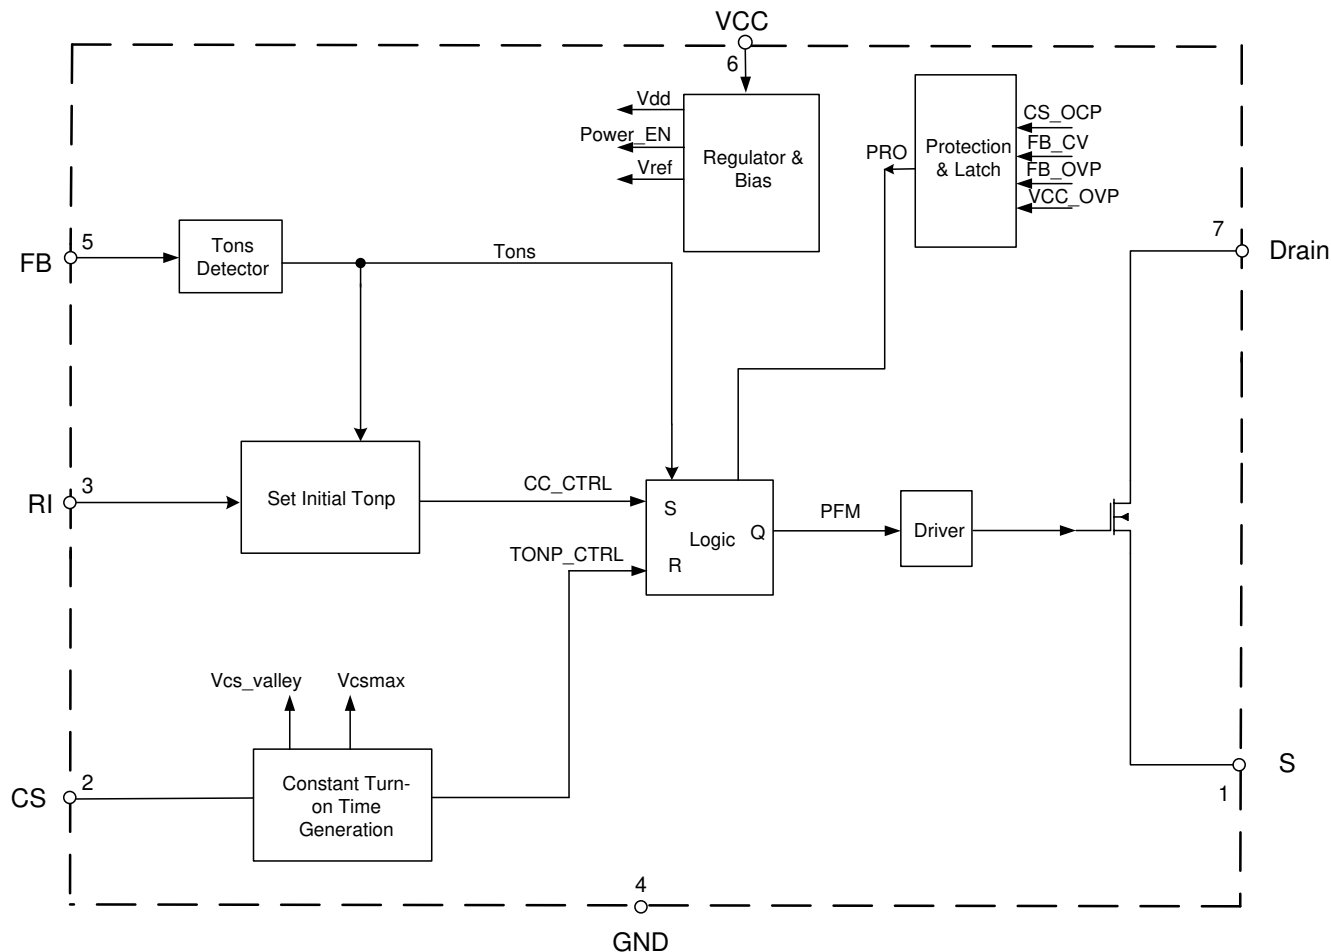 VCC
6
Vdd
Power_EN
Vref
Regulator &
Bias
PRO
Protection
& Latch
CS_OCP
FB_CV
FB_OVP
VCC_OVP
FB
5
Tons
Detector
Tons
7
Drain
RI
3
Set Initial Tonp
CC_CTRL
TONP_CTRL
S
Logic
Q
R
PFM
Driver
Vcs_valley
Vcsmax
CS
2
Constant Turn-
on Time
Generation
S
1
4
GND